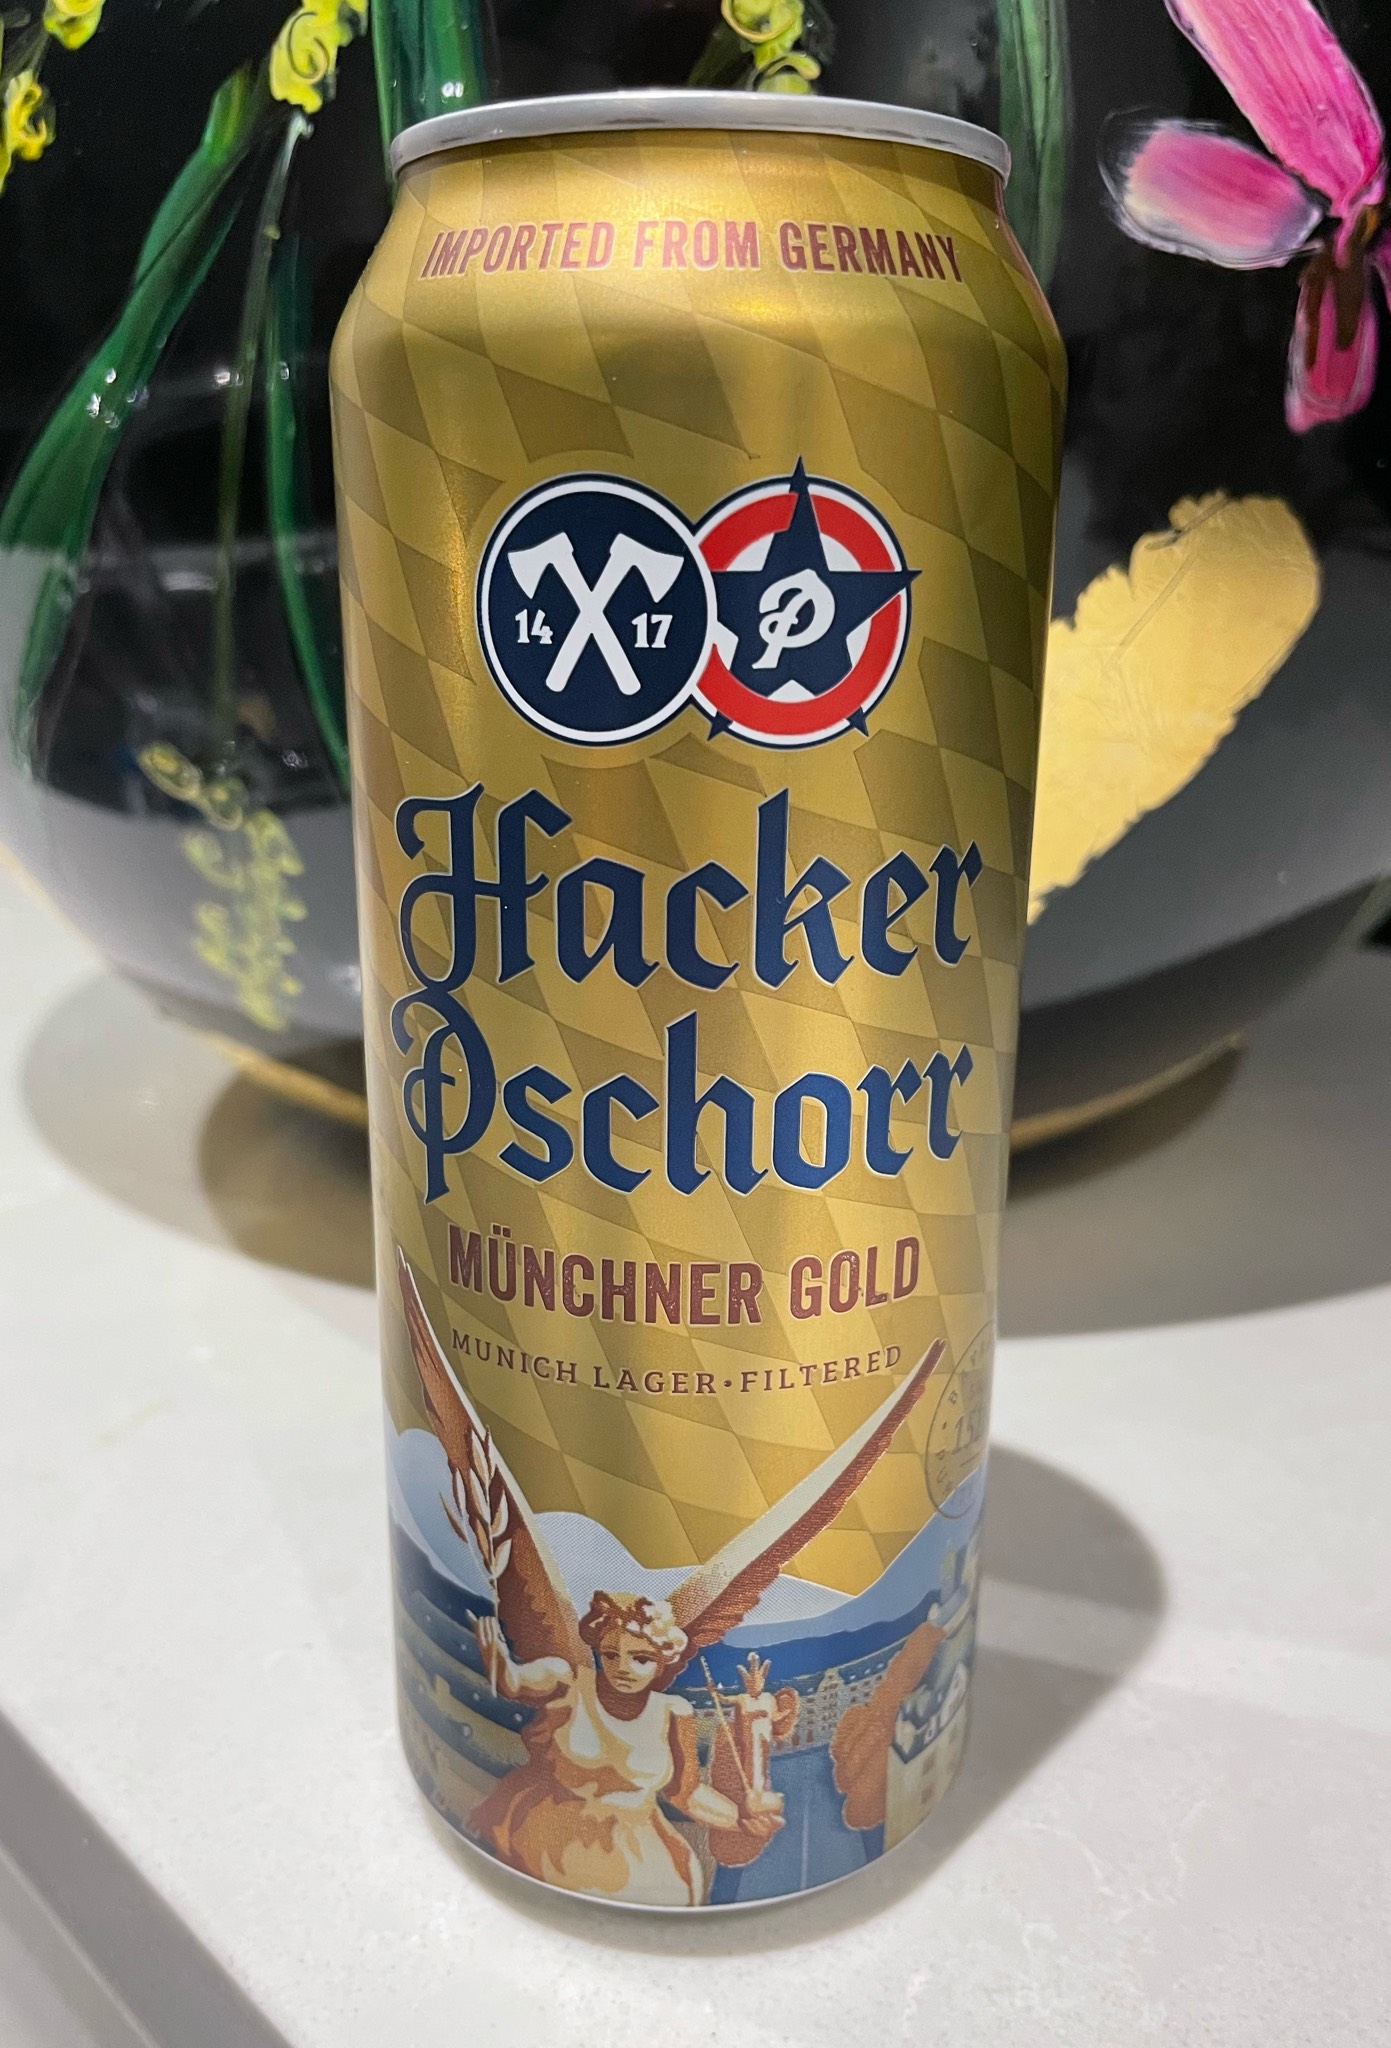 IMPORTED FROM GERMANY
14 17
P
Hacker
Pschorr
MÜNCHNER GOLD
MUNICH LAGER•FILTERED